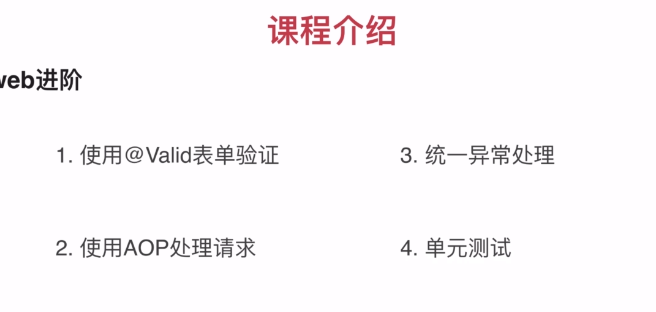 课程介绍
web进阶
1. 使用@Valid表单验证
2. 使用AOP处理请求
3. 统一异常处理
4. 单元测试